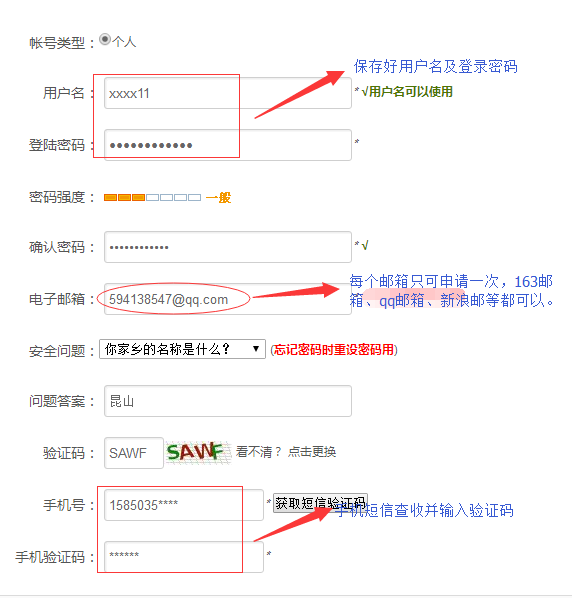 帐号类型：个人
保存好用户名及登录密码
用户名： xxxx11 * √用户名可以使用
登陆密码： ●●●●●●●●●●●● *
密码强度： 一般
确认密码： ●●●●●●●●●●●● * √
电子邮箱： 594138547@qq.com
每个邮箱只可申请一次，163邮
箱、qq邮箱、新浪邮等都可以。
安全问题： 你家乡的名称是什么？ ▼ (忘记密码时重设密码用)
问题答案： 昆山
验证码： SAWF SAWF 看不清？ 点击更换
手机号： 1585035**** * 获取短信验证码
手机短信查收并输入验证码
手机验证码： ****** *